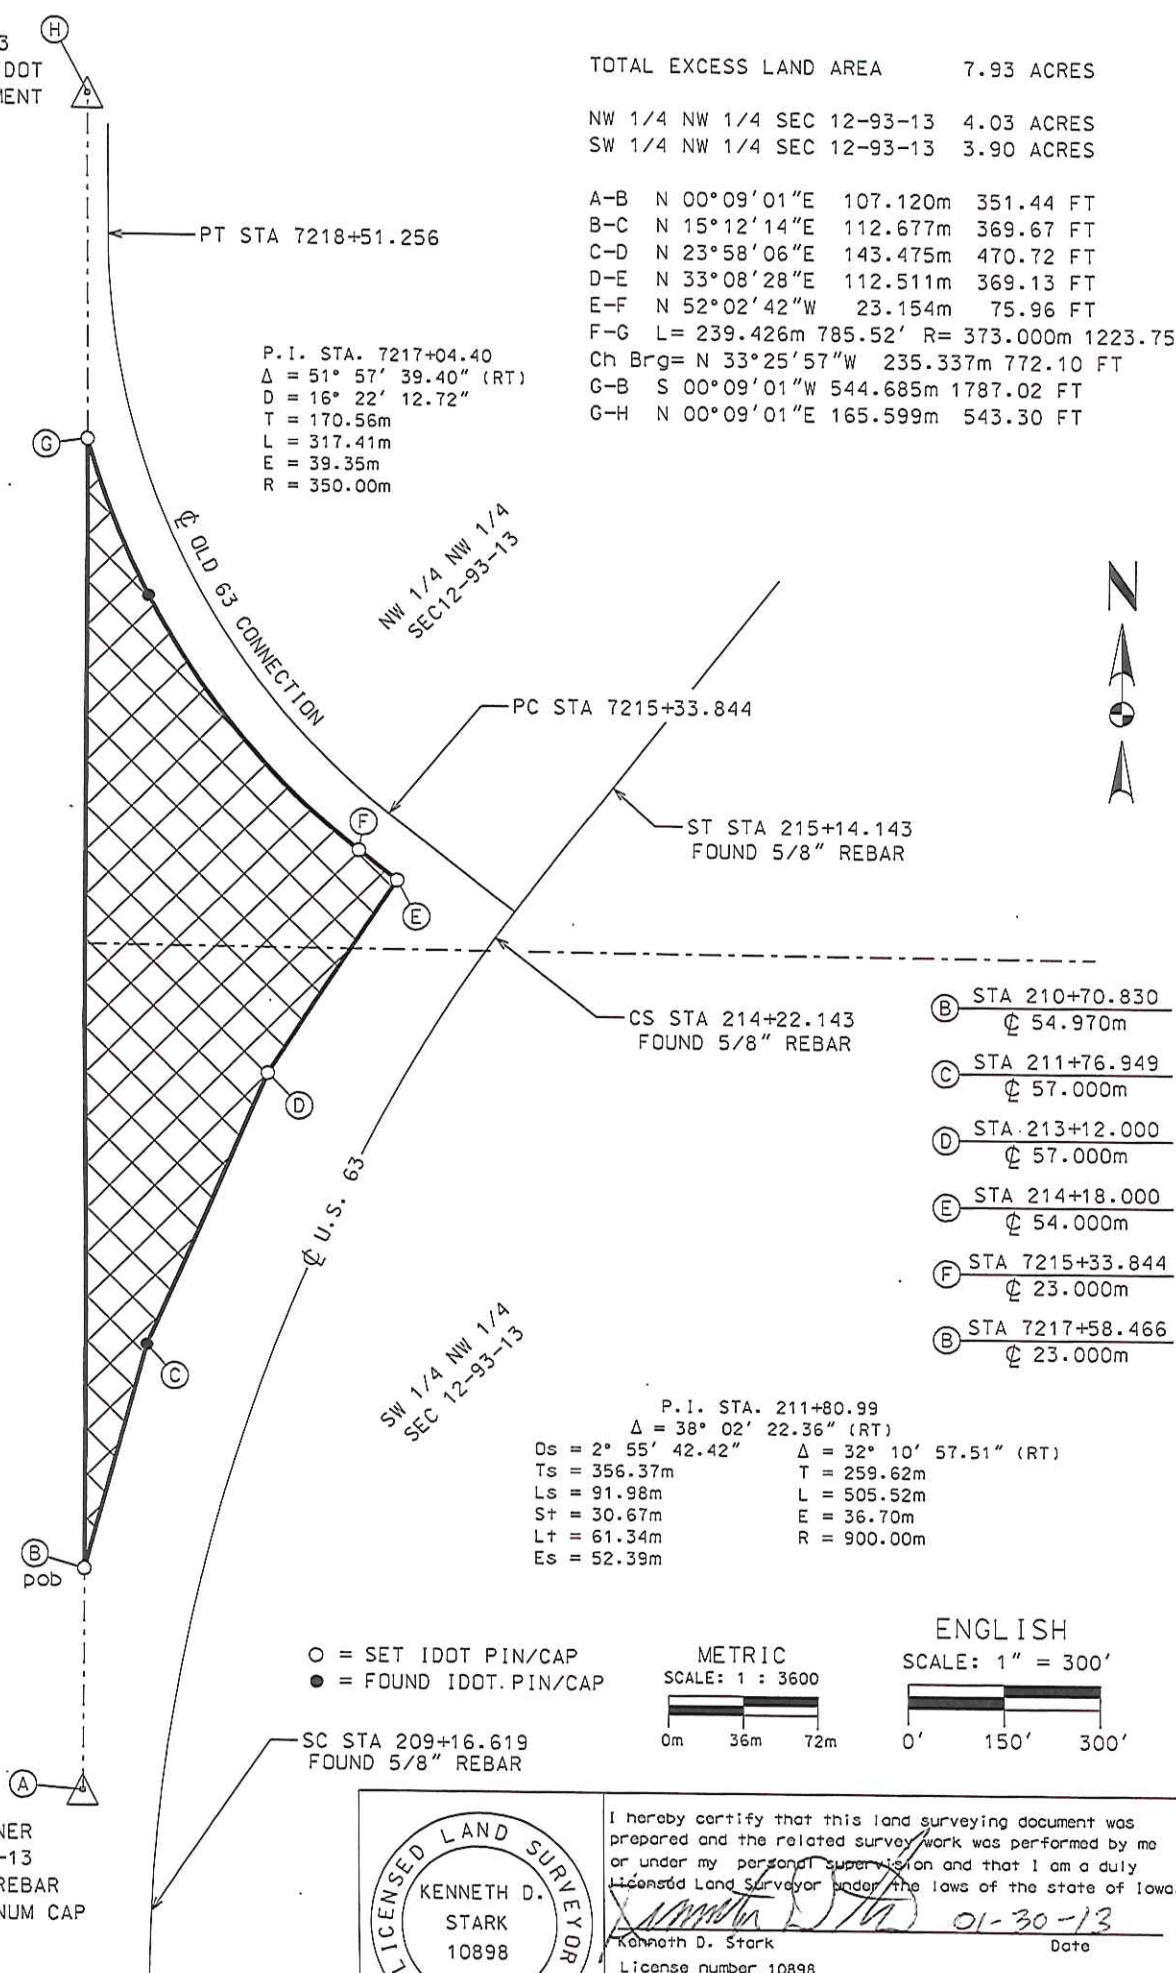 H
3
DOT
MENT
TOTAL EXCESS LAND AREA 7.93 ACRES
NW 1/4 NW 1/4 SEC 12-93-13 4.03 ACRES
SW 1/4 NW 1/4 SEC 12-93-13 3.90 ACRES
A-B N 00°09'01"E 107.120m 351.44 FT
B-C N 15°12'14"E 112.677m 369.67 FT
C-D N 23°58'06"E 143.475m 470.72 FT
D-E N 33°08'28"E 112.511m 369.13 FT
E-F N 52°02'42"W 23.154m 75.96 FT
F-G L= 239.426m 785.52' R= 373.000m 1223.75
Ch Brg= N 33°25'57"W 235.337m 772.10 FT
G-B S 00°09'01"W 544.685m 1787.02 FT
G-H N 00°09'01"E 165.599m 543.30 FT
PT STA 7218+51.256
P.I. STA. 7217+04.40
Δ = 51° 57' 39.40" (RT)
D = 16° 22' 12.72"
T = 170.56m
L = 317.41m
E = 39.35m
R = 350.00m
G
℄ OLD 63 CONNECTION
NW 1/4 NW 1/4
SEC12-93-13
N
PC STA 7215+33.844
F
ST STA 215+14.143
FOUND 5/8" REBAR
E
CS STA 214+22.143
FOUND 5/8" REBAR
D
B STA 210+70.830
℄ 54.970m
C STA 211+76.949
℄ 57.000m
D STA 213+12.000
℄ 57.000m
E STA 214+18.000
℄ 54.000m
F STA 7215+33.844
℄ 23.000m
B STA 7217+58.466
℄ 23.000m
℄ U.S. 63
C
SW 1/4 NW 1/4
SEC 12-93-13
P.I. STA. 211+80.99
Δ = 38° 02' 22.36" (RT)
Os = 2° 55' 42.42" Δ = 32° 10' 57.51" (RT)
Ts = 356.37m T = 259.62m
Ls = 91.98m L = 505.52m
St = 30.67m E = 36.70m
Lt = 61.34m R = 900.00m
Es = 52.39m
B
pob
○ = SET IDOT PIN/CAP
● = FOUND IDOT.PIN/CAP
METRIC
SCALE: 1 : 3600
0m 36m 72m
ENGLISH
SCALE: 1" = 300'
0' 150' 300'
SC STA 209+16.619
FOUND 5/8" REBAR
A
NER
-13
REBAR
NUM CAP
LICENSED LAND SURVEYOR
KENNETH D.
STARK
10898
I hereby certify that this land surveying document was
prepared and the related survey work was performed by me
or under my personal supervision and that I am a duly
licensed Land Surveyor under the laws of the state of Iowa
01-30-13
Kenneth D. Stark Date
License number 10898